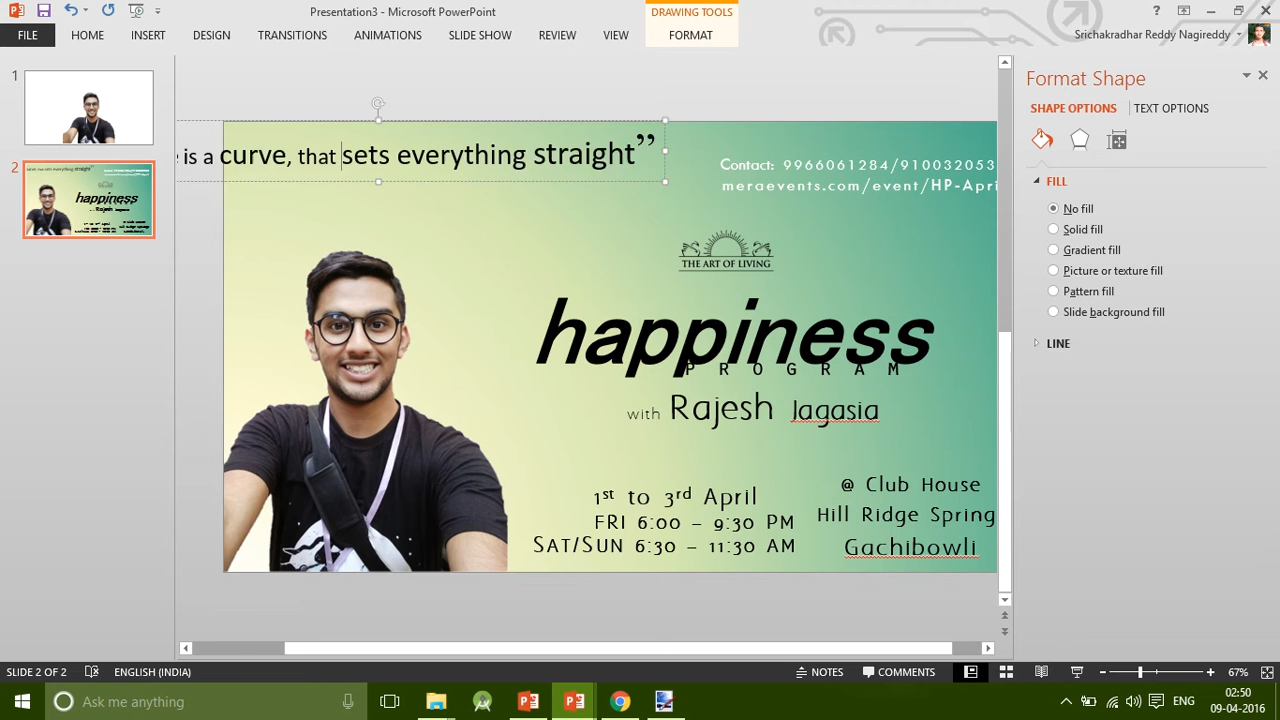 Presentation3 - Microsoft PowerPoint
DRAWING TOOLS
FILE HOME INSERT DESIGN TRANSITIONS ANIMATIONS SLIDE SHOW REVIEW VIEW FORMAT
Srichakradhar Reddy Nagireddy
1
2
is a curve, that sets everything straight”
Contact: 9966061284/910032053
meraevents.com/event/HP-Apri
THE ART OF LIVING
happiness
PROGRAM
with Rajesh Jagasia
1st to 3rd April
FRI 6:00 – 9:30 PM
SAT/SUN 6:30 – 11:30 AM
@ Club House
Hill Ridge Spring
Gachibowli
Format Shape
SHAPE OPTIONS TEXT OPTIONS
FILL
No fill
Solid fill
Gradient fill
Picture or texture fill
Pattern fill
Slide background fill
LINE
SLIDE 2 OF 2 ENGLISH (INDIA) NOTES COMMENTS 67%
Ask me anything
ENG
02:50
09-04-2016